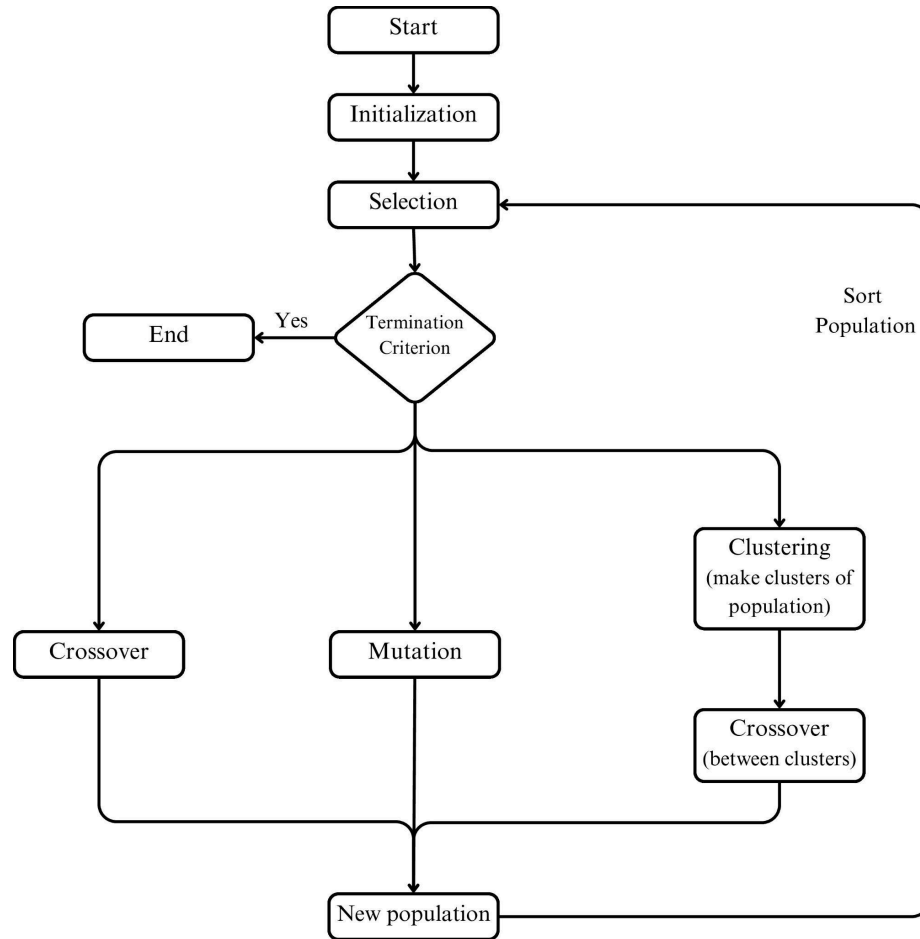 Start
Initialization
Selection
Sort
Population
Termination
Criterion
Yes
End
Clustering
(make clusters of
population)
Crossover
Mutation
Crossover
(between clusters)
New population